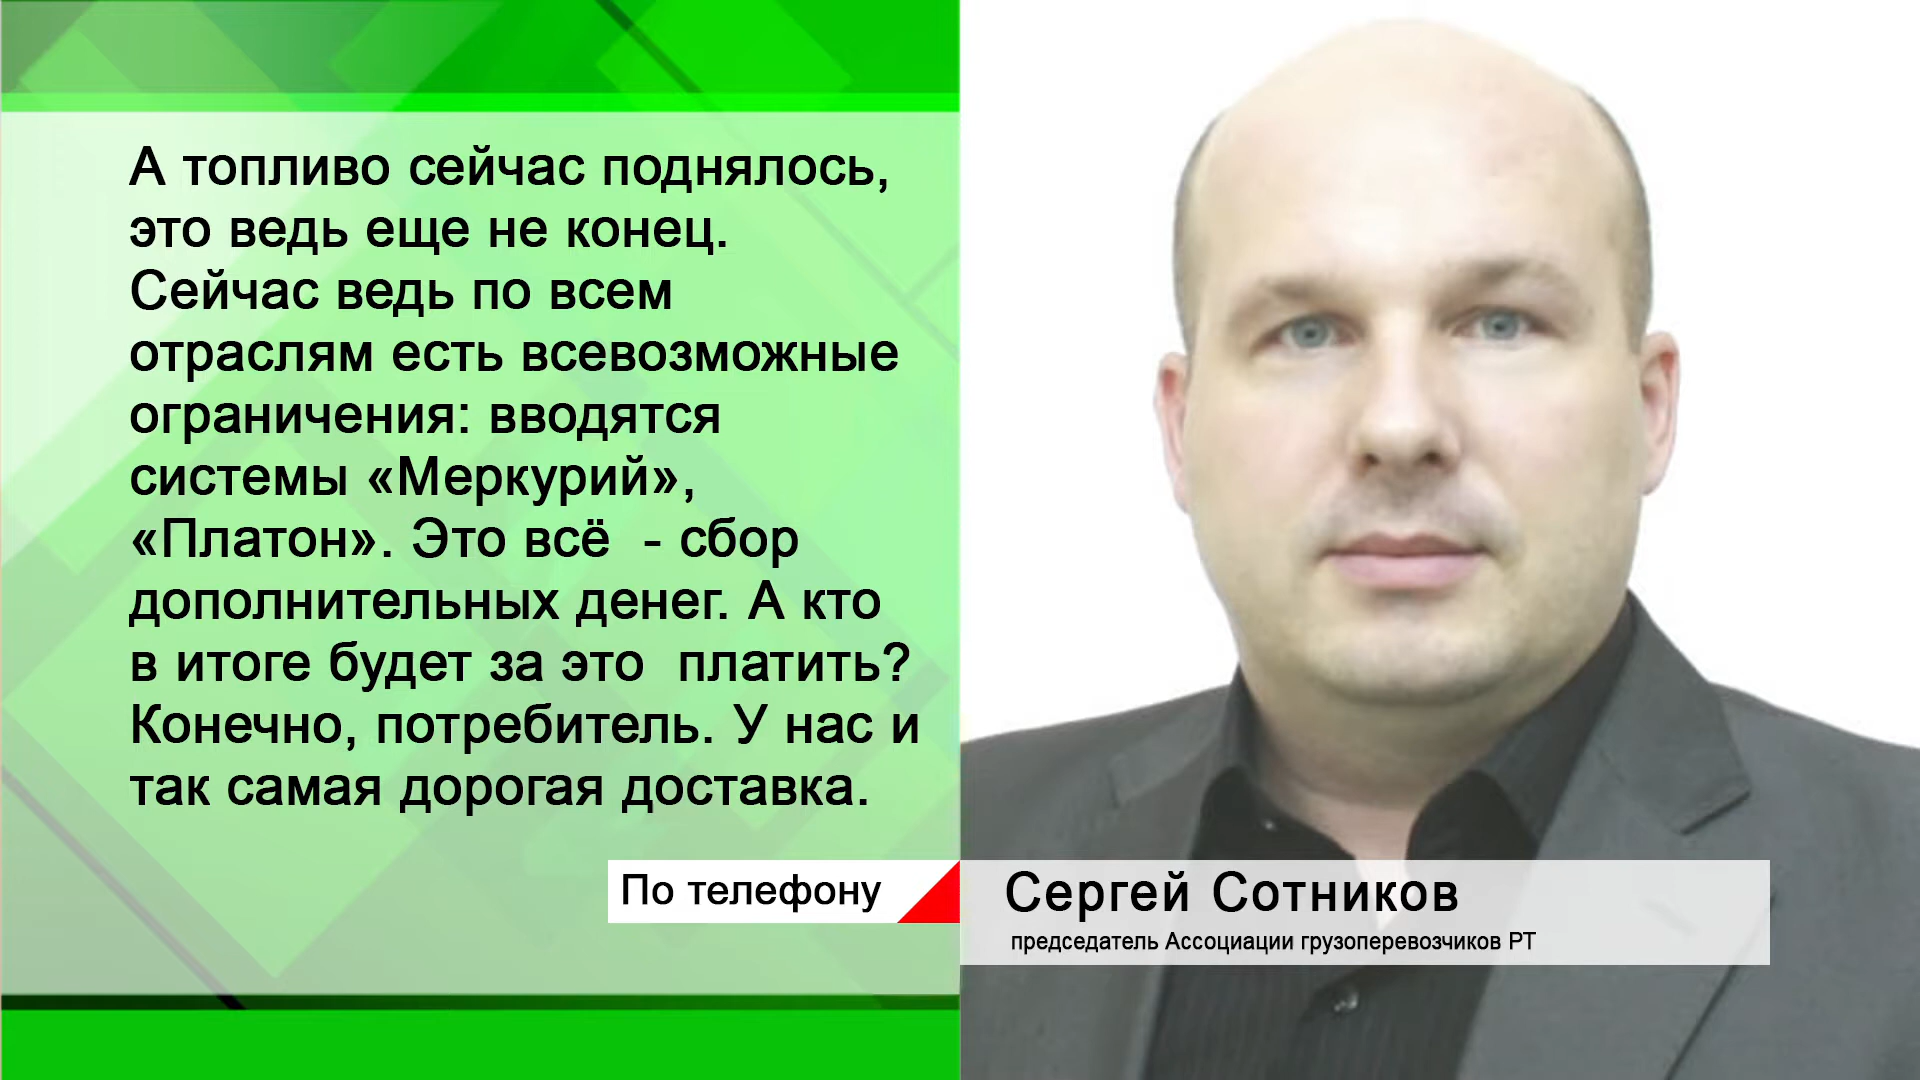 А топливо сейчас поднялось,
это ведь еще не конец.
Сейчас ведь по всем
отраслям есть всевозможные
ограничения: вводятся
системы «Меркурий»,
«Платон». Это всё  - сбор
дополнительных денег. А кто
в итоге будет за это  платить?
Конечно, потребитель. У нас и
так самая дорогая доставка.
По телефону
Сергей Сотников
председатель Ассоциации грузоперевозчиков РТ